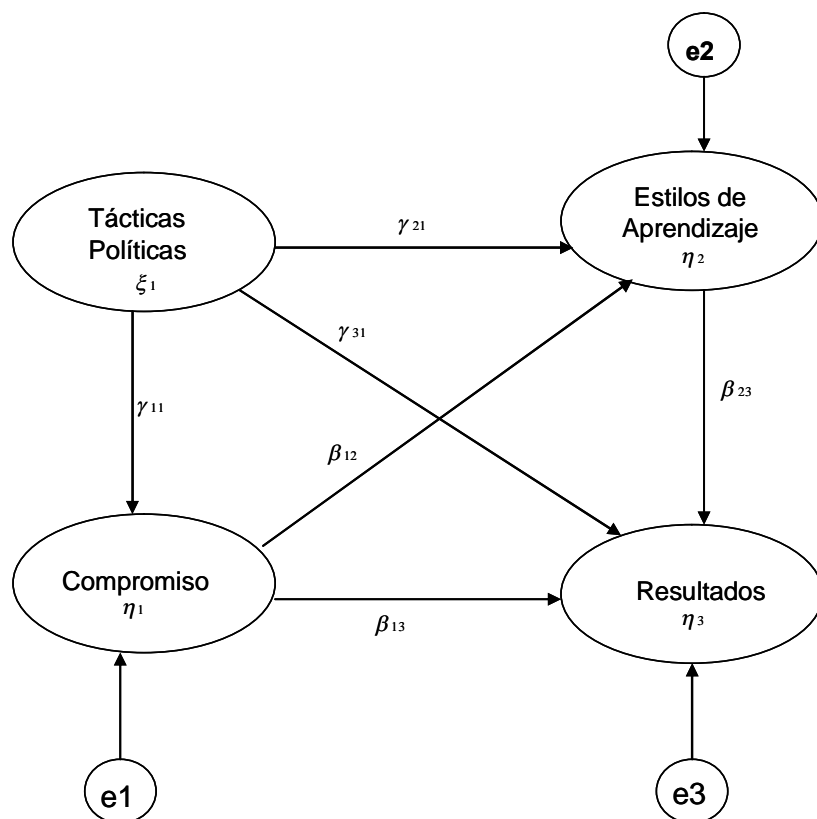 e2
Tácticas
Políticas
ξ1
Estilos de
Aprendizaje
η2
γ21
γ31
γ11
β12
β23
Compromiso
η1
β13
Resultados
η3
e1
e3